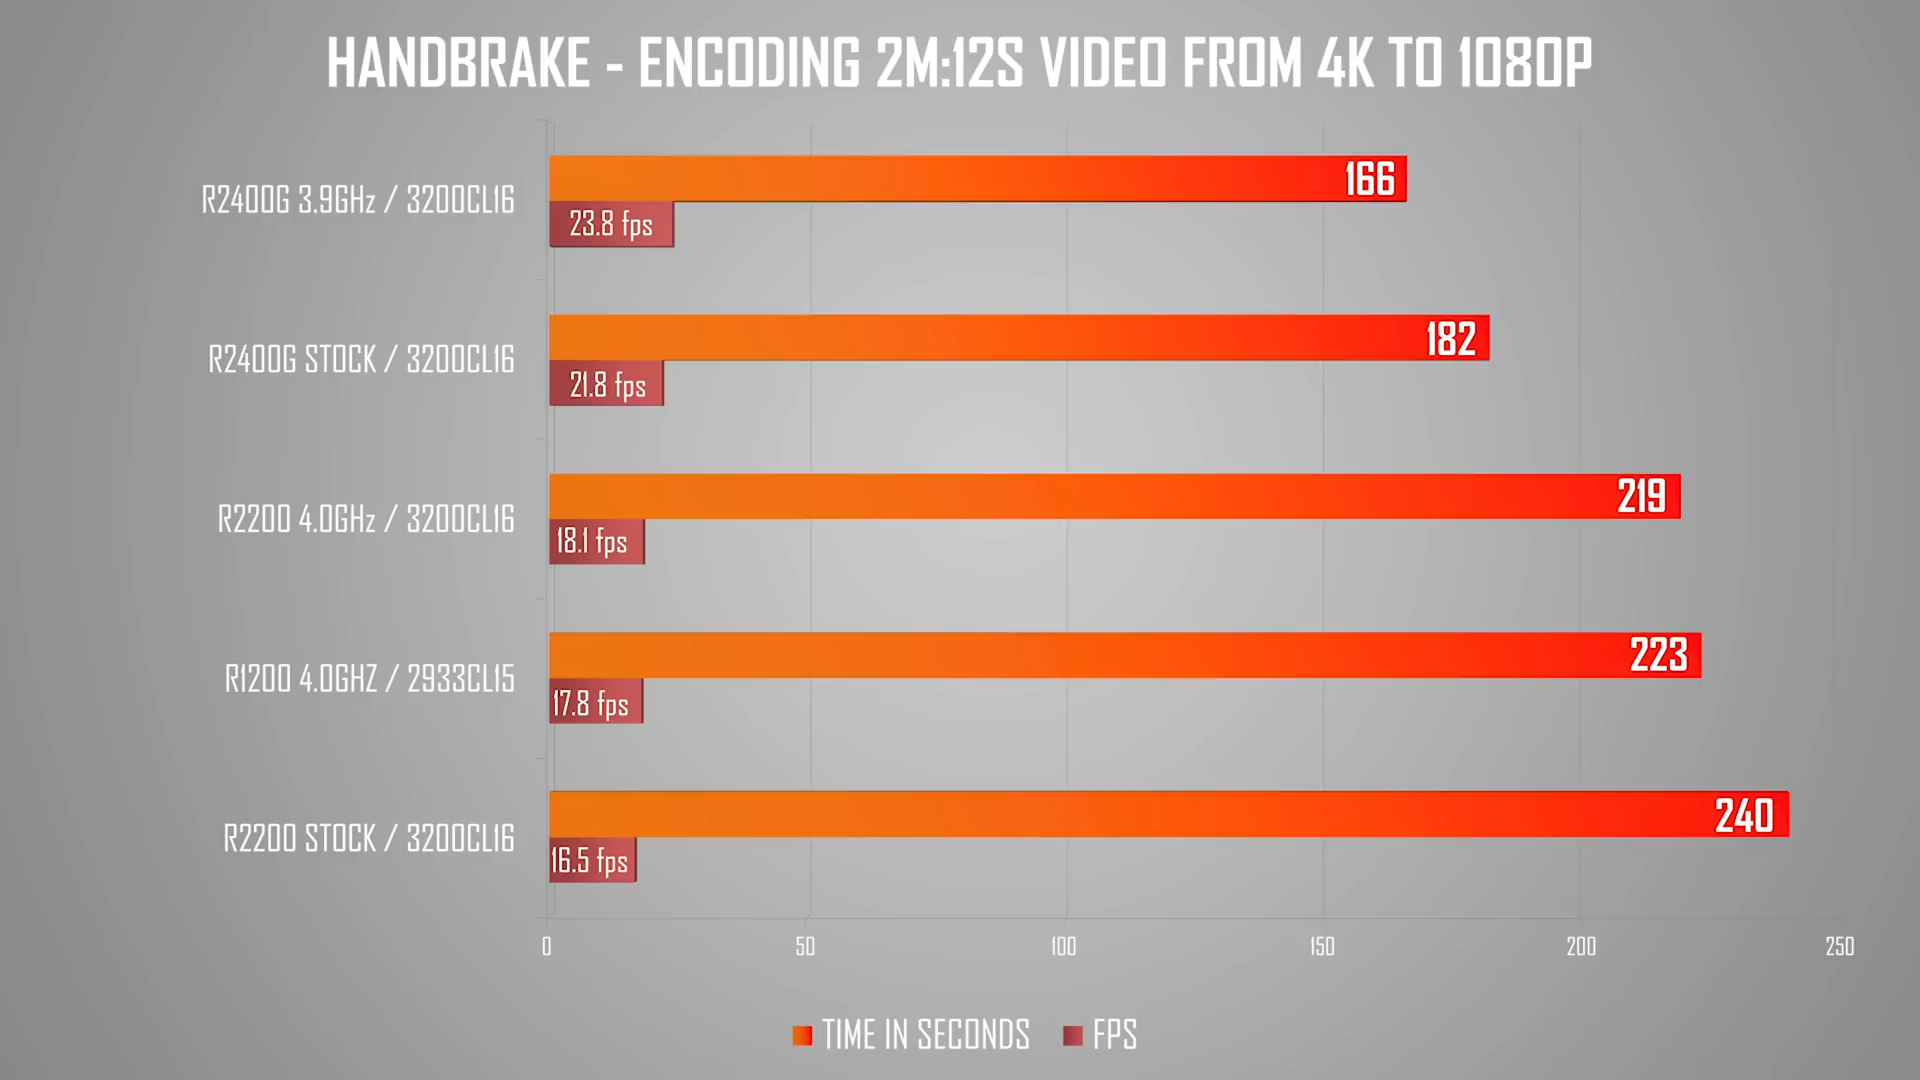 HANDBRAKE - ENCODING 2M:12S VIDEO FROM 4K TO 1080P
R2400G 3.9GHz / 3200CL16
166
23.8 fps
R2400G STOCK / 3200CL16
182
21.8 fps
R2200 4.0GHz / 3200CL16
219
18.1 fps
R1200 4.0GHZ / 2933CL15
223
17.8 fps
R2200 STOCK / 3200CL16
240
16.5 fps
0 50 100 150 200 250
TIME IN SECONDS FPS